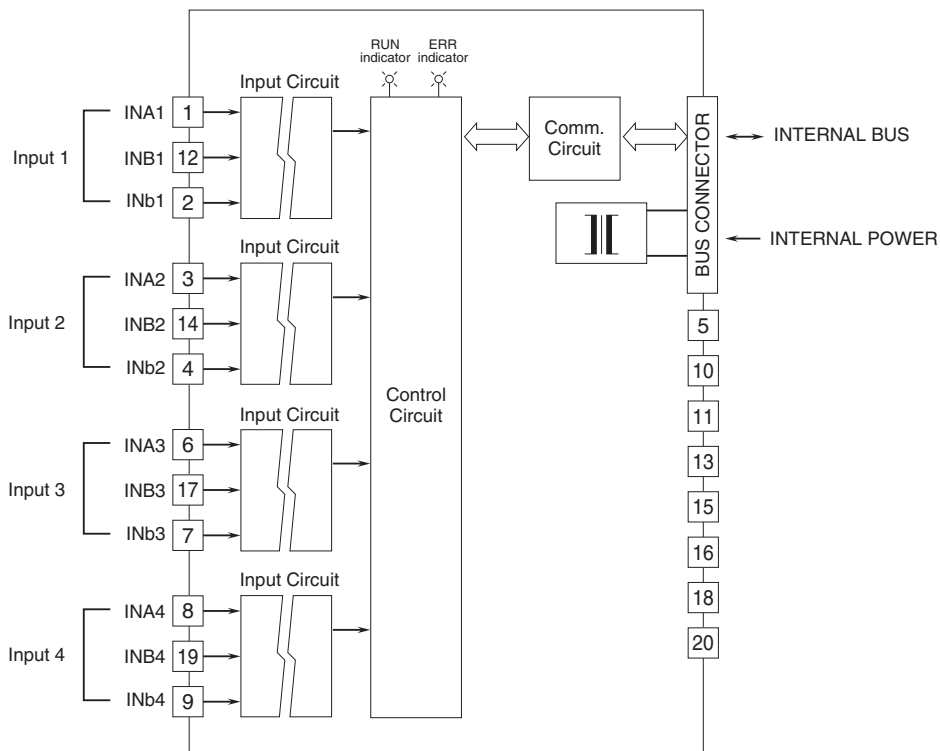 RUN
indicator
ERR
indicator
Input Circuit
INA1
1
Input 1
INB1
12
INb1
2
Comm.
Circuit
BUS CONNECTOR
INTERNAL BUS
INTERNAL POWER
Input Circuit
INA2
3
Input 2
INB2
14
INb2
4
Control
Circuit
Input Circuit
INA3
6
Input 3
INB3
17
INb3
7
Input Circuit
INA4
8
Input 4
INB4
19
INb4
9
5
10
11
13
15
16
18
20